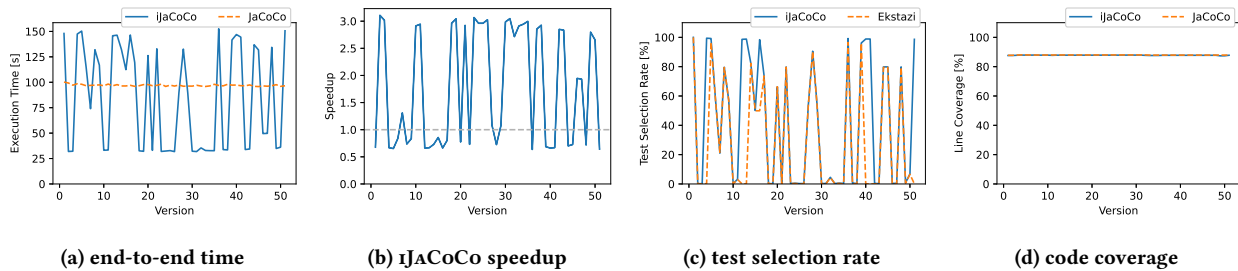 iJaCoCo JaCoCo
Execution Time [s]
150
125
100
75
50
25
0
0 10 20 30 40 50
Version
(a) end-to-end time
Speedup
3.0
2.5
2.0
1.5
1.0
0.5
0.0
0 10 20 30 40 50
Version
(b) iJaCoCo speedup
iJaCoCo Ekstazi
Test Selection Rate [%]
100
80
60
40
20
0
0 10 20 30 40 50
Version
(c) test selection rate
iJaCoCo JaCoCo
Line Coverage [%]
100
80
60
40
20
0
0 10 20 30 40 50
Version
(d) code coverage